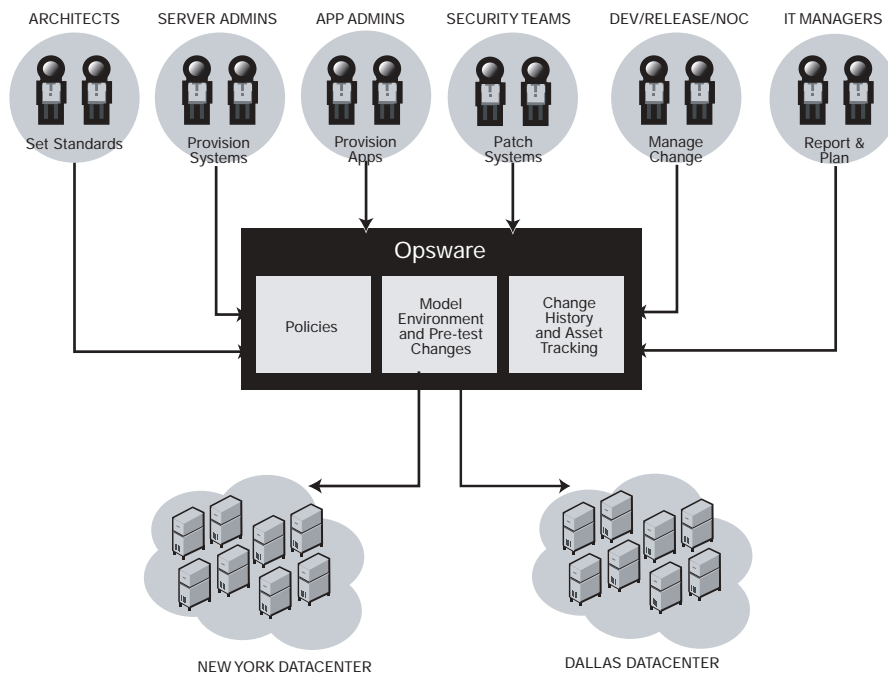 ARCHITECTS
SERVER ADMINS
APP ADMINS
SECURITY TEAMS
DEV/RELEASE/NOC
IT MANAGERS
Set Standards
Provision
Systems
Provision
Apps
Patch
Systems
Manage
Change
Report &
Plan
Opsware
Policies
Model
Environment
and Pre-test
Changes
Change
History
and Asset
Tracking
NEW YORK DATACENTER
DALLAS DATACENTER